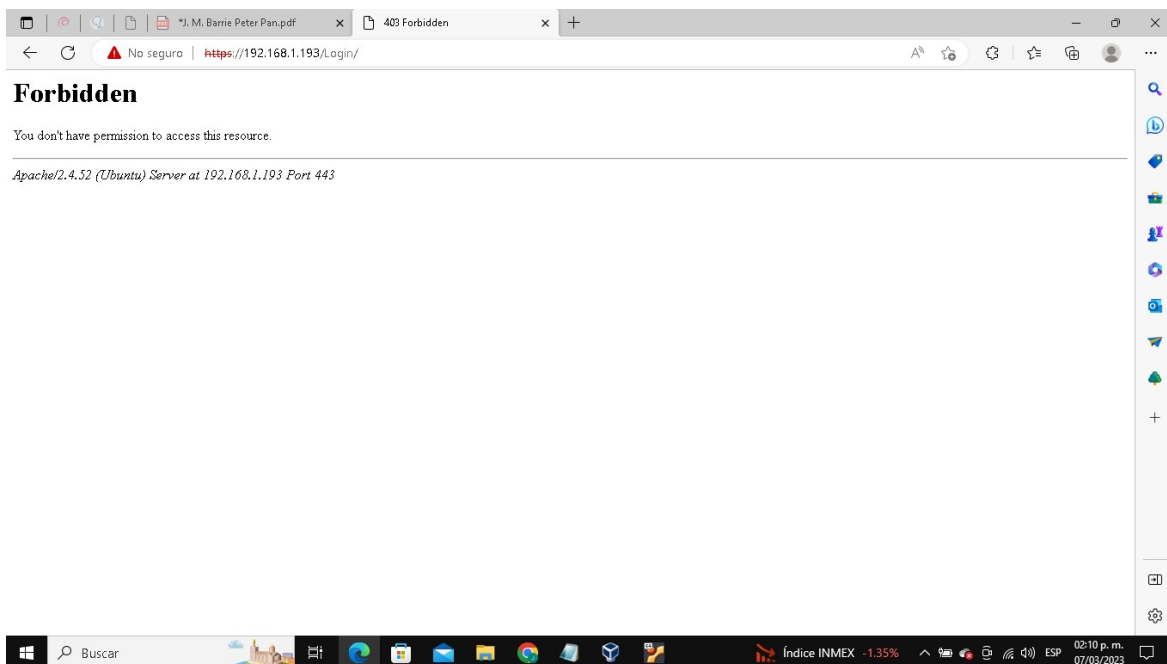 *J. M. Barrie Peter Pan.pdf
403 Forbidden
No seguro
https://192.168.1.193/Login/
Forbidden
You don't have permission to access this resource.
Apache/2.4.52 (Ubuntu) Server at 192.168.1.193 Port 443
Buscar
Índice INMEX -1.35%
ESP
02:10 p. m.
07/03/2023